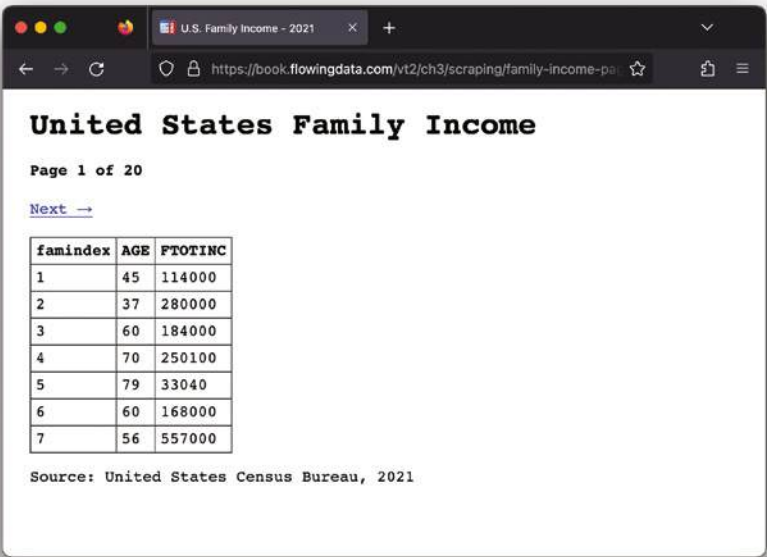 U.S. Family Income - 2021
https://book.flowingdata.com/vt2/ch3/scraping/family-income-pa
United States Family Income
Page 1 of 20
Next →
famindex AGE FTOTINC
1 45 114000
2 37 280000
3 60 184000
4 70 250100
5 79 33040
6 60 168000
7 56 557000
Source: United States Census Bureau, 2021